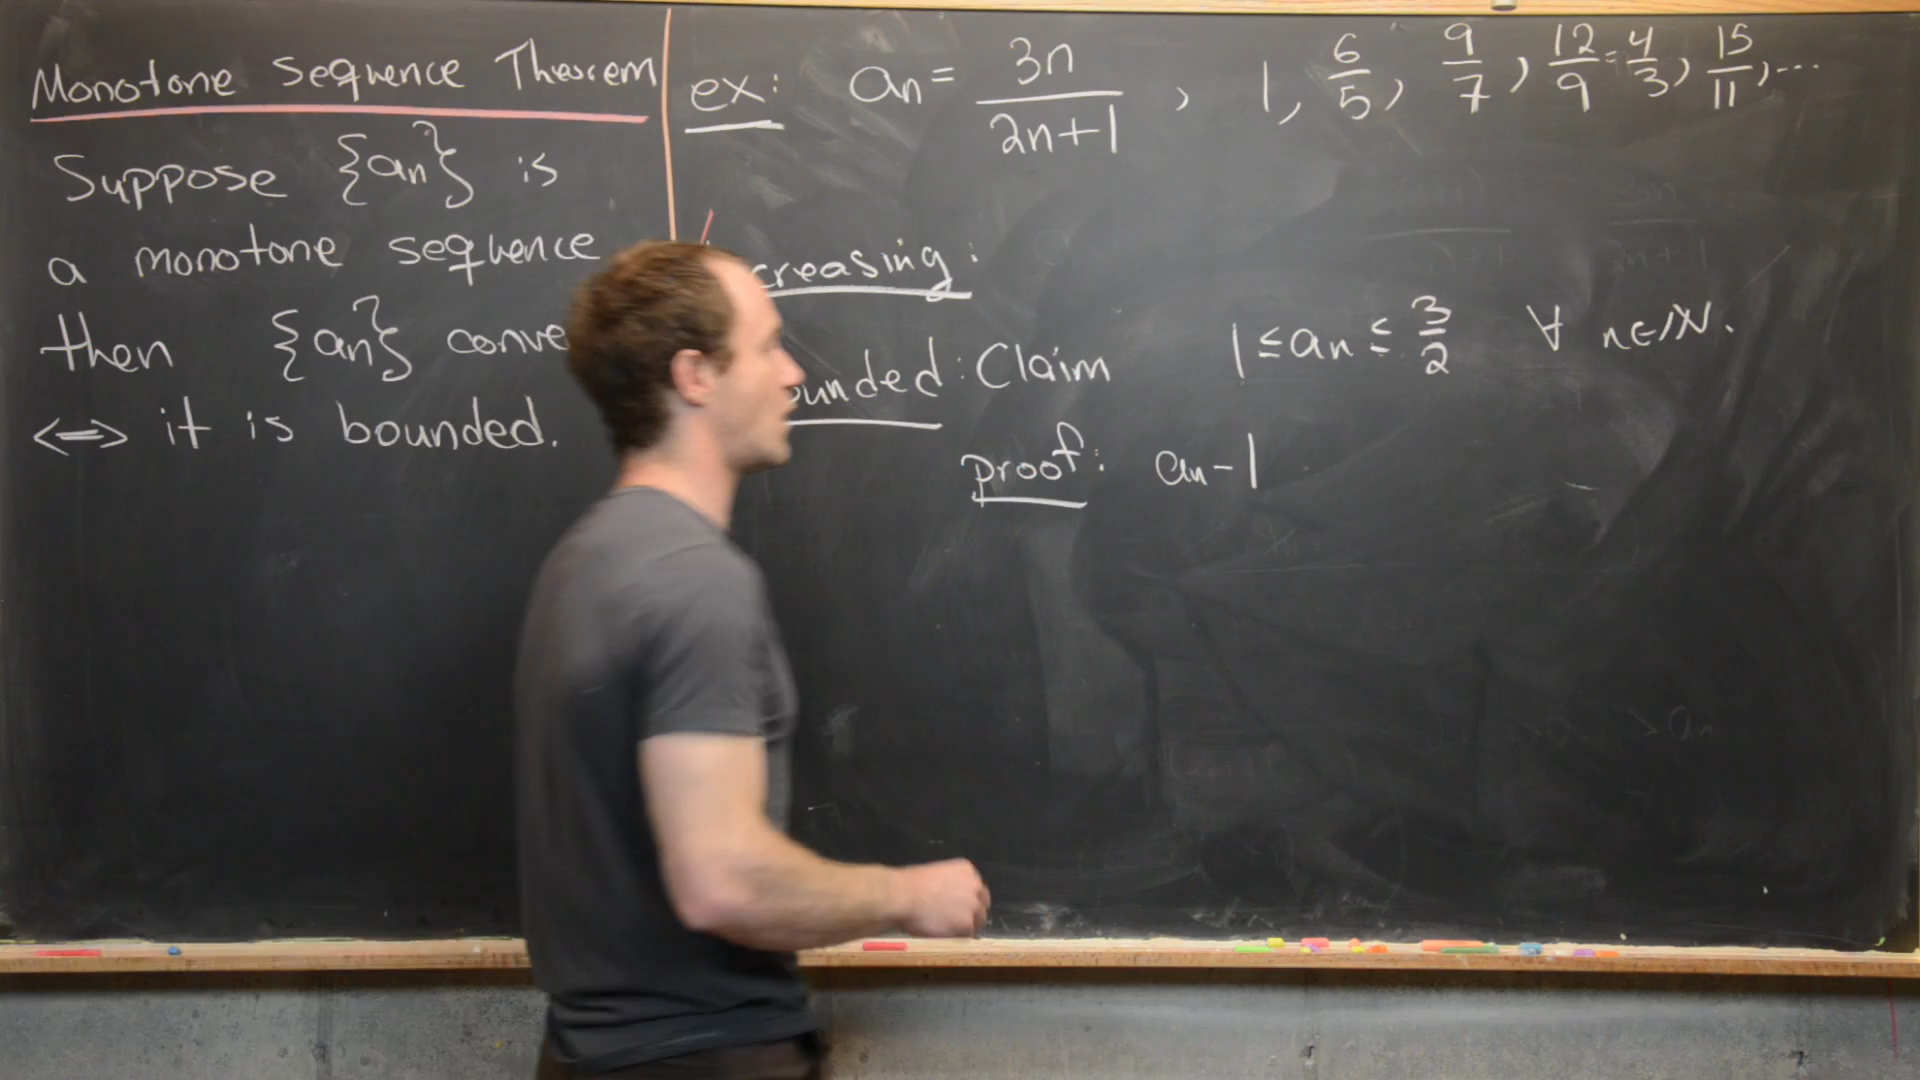 Monotone Sequence Theorem
Suppose {an} is
a monotone sequence
then {an} conve
<=> it is bounded.
ex: an = 3n/(2n+1) , 1, 6/5, 9/7, 12/9 = 4/3, 15/11, ...
creasing:
ounded: Claim 1 ≤ an ≤ 3/2 ∀ n∈ℕ.
proof: an - 1